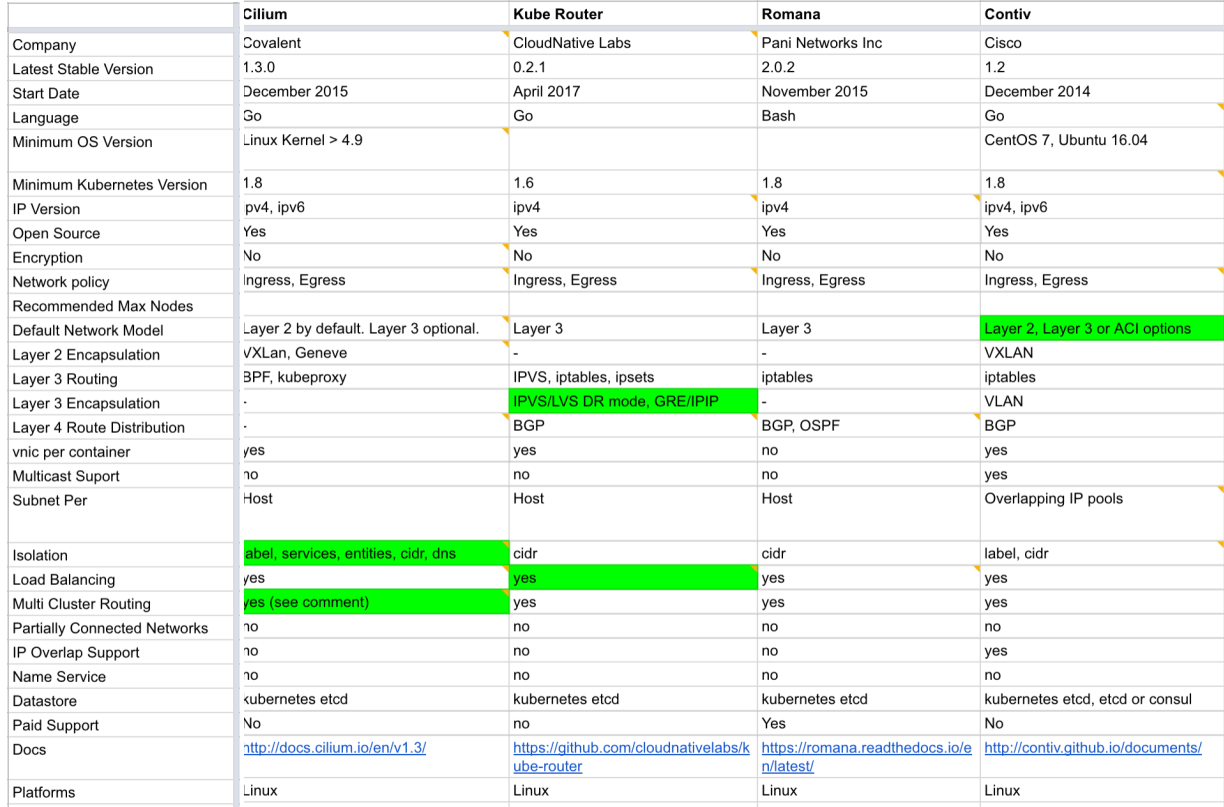 Cilium Kube Router Romana Contiv
Company Covalent CloudNative Labs Pani Networks Inc Cisco
Latest Stable Version 1.3.0 0.2.1 2.0.2 1.2
Start Date December 2015 April 2017 November 2015 December 2014
Language Go Go Bash Go
Minimum OS Version Linux Kernel > 4.9 CentOS 7, Ubuntu 16.04
Minimum Kubernetes Version 1.8 1.6 1.8 1.8
IP Version ipv4, ipv6 ipv4 ipv4 ipv4, ipv6
Open Source Yes Yes Yes Yes
Encryption No No No No
Network policy Ingress, Egress Ingress, Egress Ingress, Egress Ingress, Egress
Recommended Max Nodes
Default Network Model Layer 2 by default. Layer 3 optional. Layer 3 Layer 3 Layer 2, Layer 3 or ACI options
Layer 2 Encapsulation VXLan, Geneve - - VXLAN
Layer 3 Routing BPF, kubeproxy IPVS, iptables, ipsets iptables iptables
Layer 3 Encapsulation - IPVS/LVS DR mode, GRE/IPIP - VLAN
Layer 4 Route Distribution - BGP BGP, OSPF BGP
vnic per container yes yes no yes
Multicast Suport no no no yes
Subnet Per Host Host Host Overlapping IP pools
Isolation label, services, entities, cidr, dns cidr cidr label, cidr
Load Balancing yes yes yes yes
Multi Cluster Routing yes (see comment) yes yes yes
Partially Connected Networks no no no no
IP Overlap Support no no no yes
Name Service no no no no
Datastore kubernetes etcd kubernetes etcd kubernetes etcd kubernetes etcd, etcd or consul
Paid Support No no Yes No
Docs http://docs.cilium.io/en/v1.3/ https://github.com/cloudnativelabs/k https://romana.readthedocs.io/e http://contiv.github.io/documents/
ube-router n/latest/
Platforms Linux Linux Linux Linux